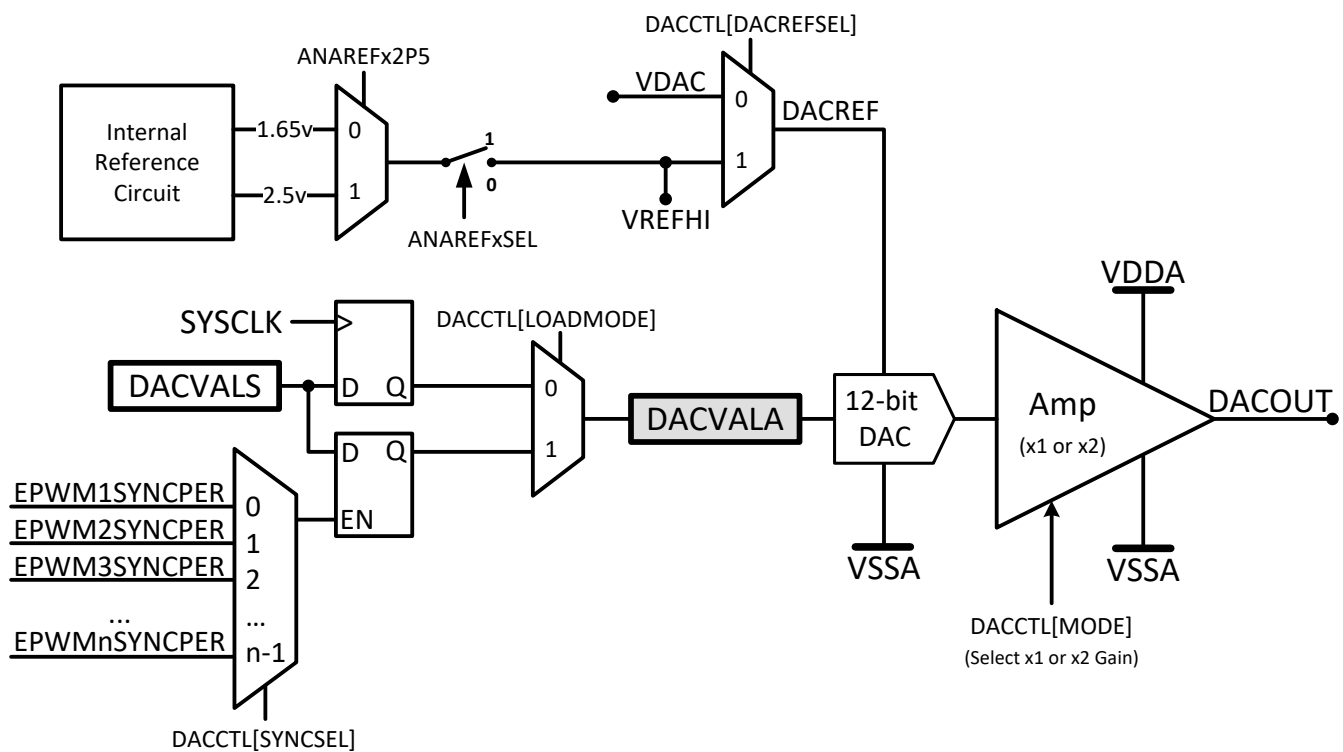 DACCTL[DACREFSEL]
ANAREFx2P5
VDAC
0
DACREF
Internal
Reference
Circuit
1.65v
0
1
1
2.5v
1
0
VREFHI
ANAREFxSEL
VDDA
SYSCLK
>
DACCTL[LOADMODE]
DACVALS
D
Q
0
DACVALA
12-bit
DAC
Amp
(x1 or x2)
DACOUT
D
Q
1
EPWM1SYNCPER
0
EN
EPWM2SYNCPER
1
EPWM3SYNCPER
2
VSSA
VSSA
...
...
EPWMnSYNCPER
n-1
DACCTL[MODE]
(Select x1 or x2 Gain)
DACCTL[SYNCSEL]